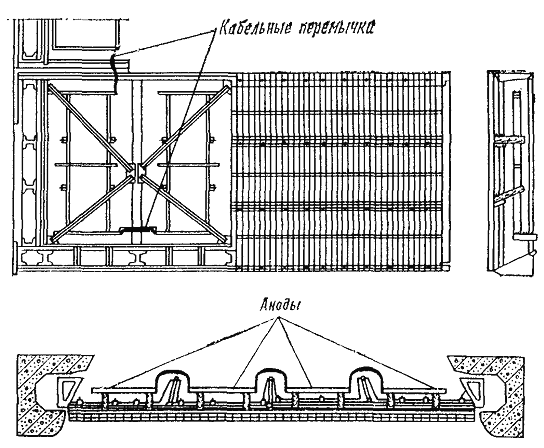 Кабельные перемычка
Аноды